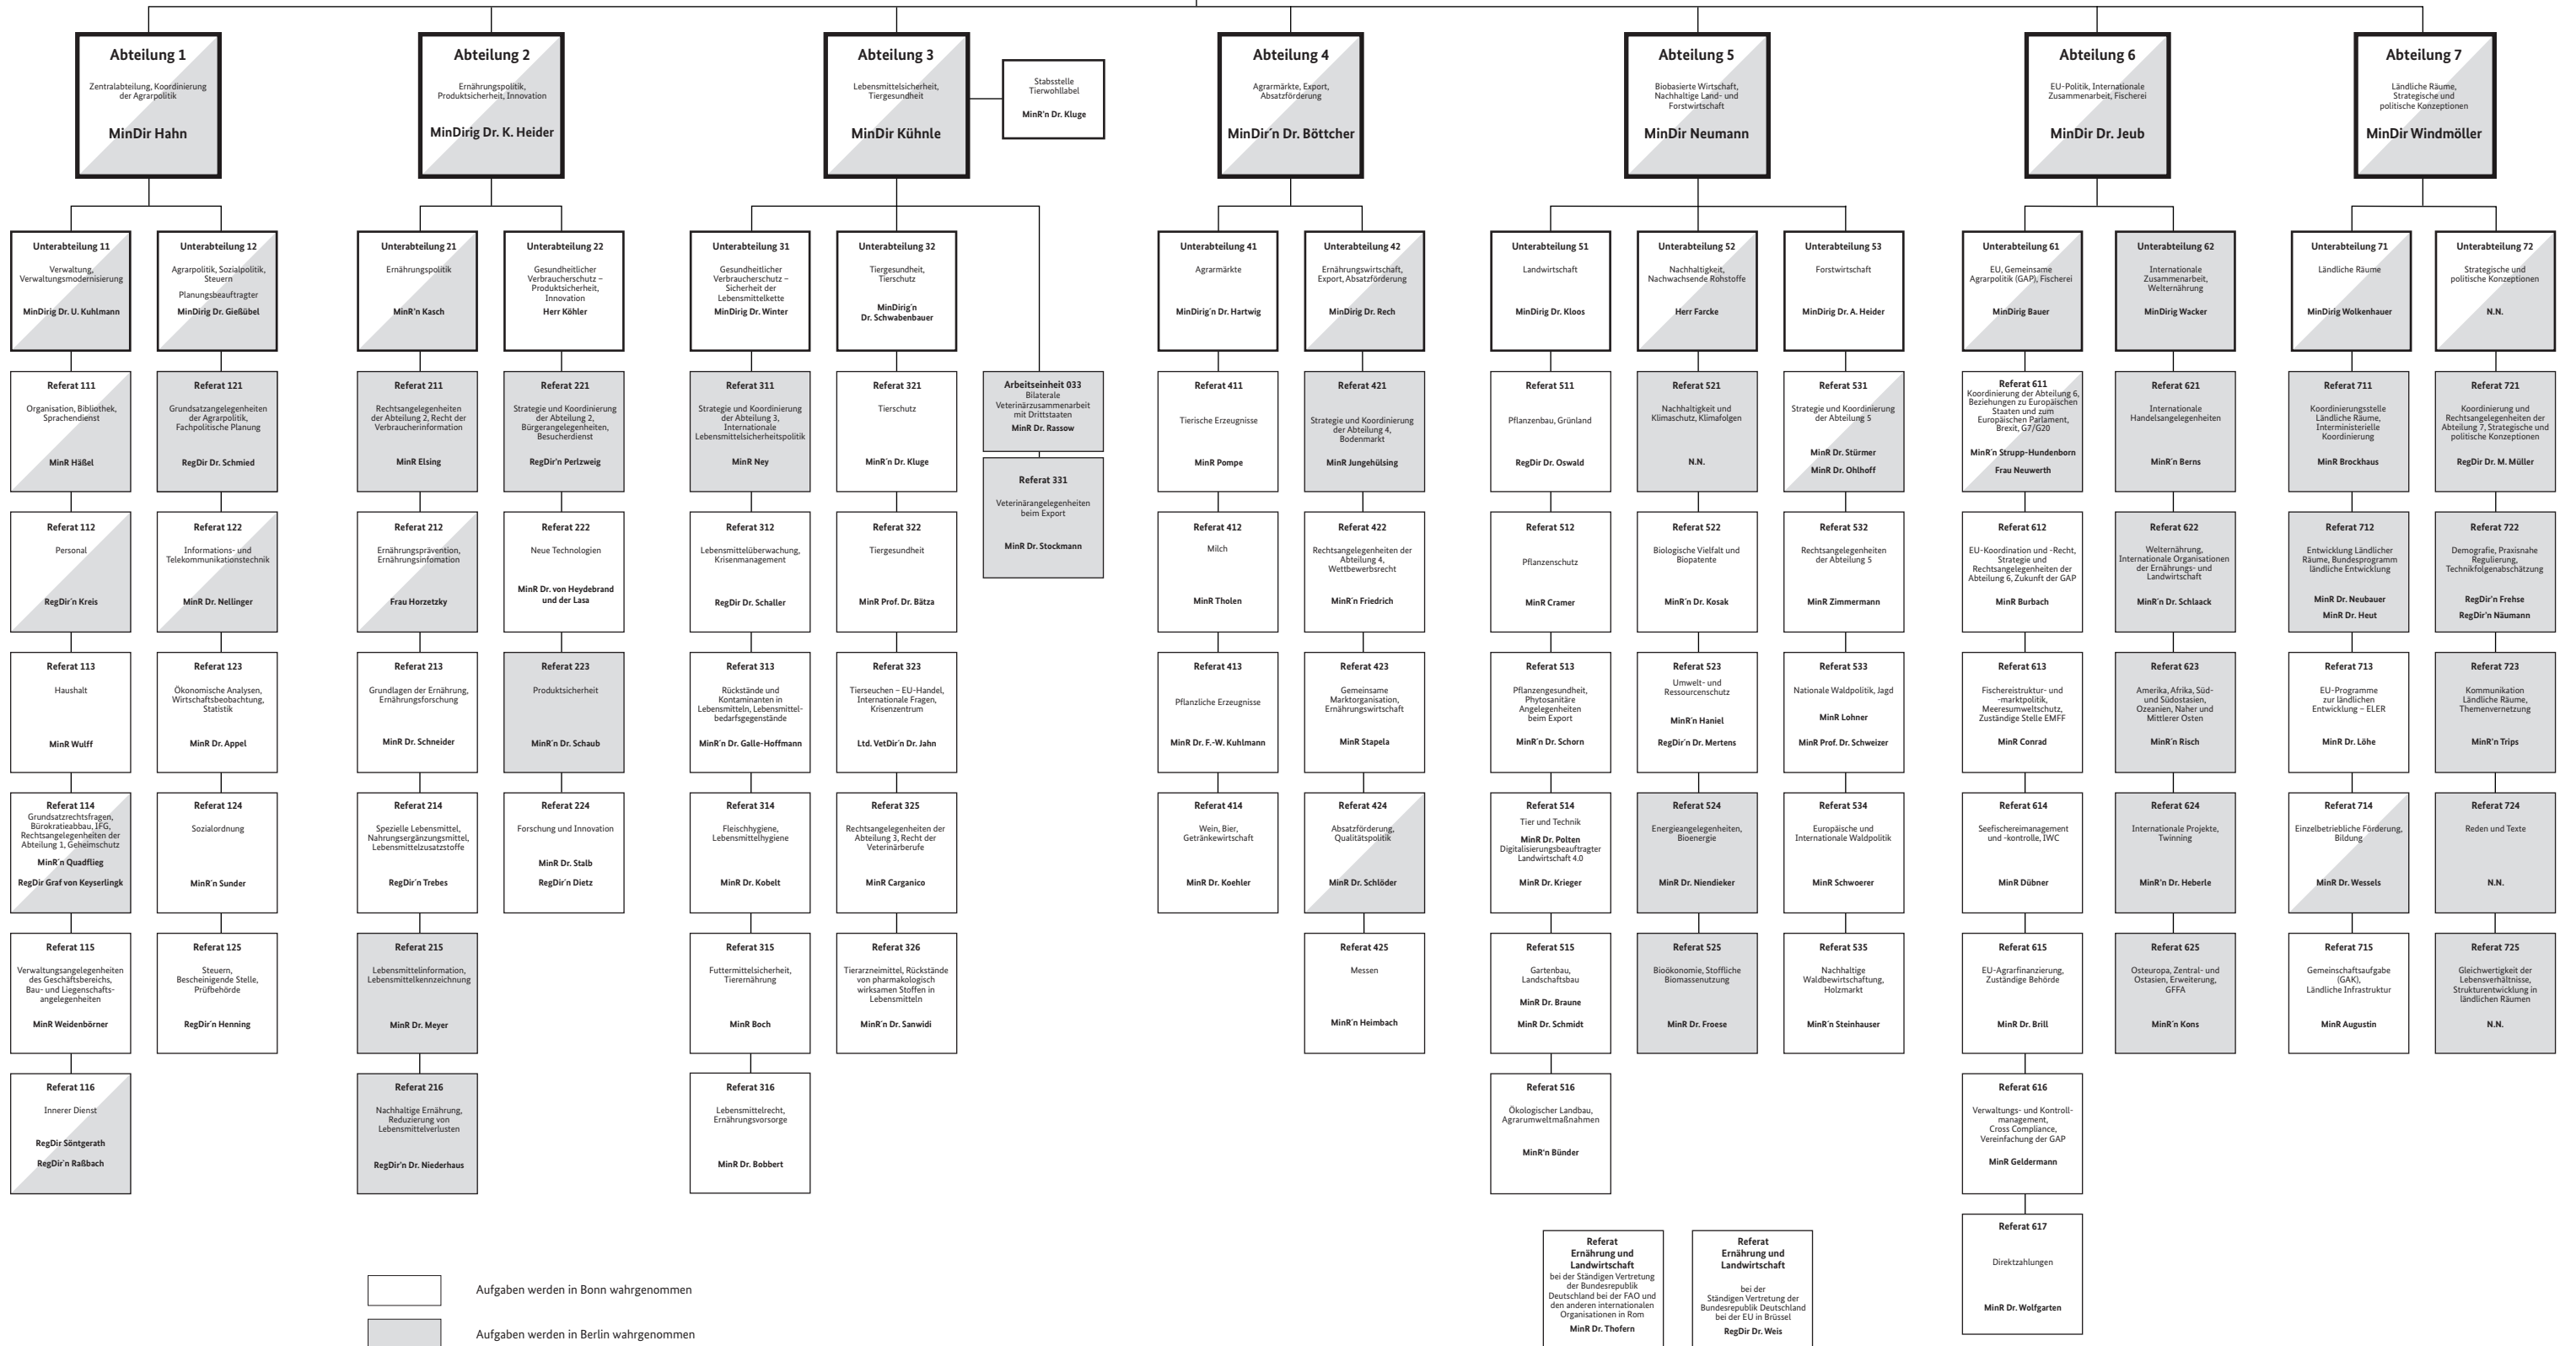 Abteilung 1
Zentralabteilung, Koordinierung
der Agrarpolitik
MinDir Hahn
Abteilung 2
Ernährungspolitik,
Produktsicherheit, Innovation
MinDirig Dr. K. Heider
Abteilung 3
Lebensmittelsicherheit,
Tiergesundheit
MinDir Kühnle
Stabsstelle
Tierwohllabel
MinR'n Dr. Kluge
Abteilung 4
Agrarmärkte, Export,
Absatzförderung
MinDir´n Dr. Böttcher
Abteilung 5
Biobasierte Wirtschaft,
Nachhaltige Land- und
Forstwirtschaft
MinDir Neumann
Abteilung 6
EU-Politik, Internationale
Zusammenarbeit, Fischerei
MinDir Dr. Jeub
Abteilung 7
Ländliche Räume,
Strategische und
politische Konzeptionen
MinDir Windmöller
Unterabteilung 11
Verwaltung,
Verwaltungsmodernisierung
MinDirig Dr. U. Kuhlmann
Referat 111
Organisation, Bibliothek,
Sprachendienst
MinR Häßel
Referat 112
Personal
RegDir´n Kreis
Referat 113
Haushalt
MinR Wulff
Referat 114
Grundsatzrechtsfragen,
Bürokratieabbau, IFG,
Rechtsangelegenheiten der
Abteilung 1, Geheimschutz
MinR´n Quadflieg
RegDir Graf von Keyserlingk
Referat 115
Verwaltungsangelegenheiten
des Geschäftsbereichs,
Bau- und Liegenschafts-
angelegenheiten
MinR Weidenbörner
Referat 116
Innerer Dienst
RegDir Söntgerath
RegDir´n Raßbach
Unterabteilung 12
Agrarpolitik, Sozialpolitik,
Steuern
Planungsbeauftragter
MinDirig Dr. Gießübel
Referat 121
Grundsatzangelegenheiten
der Agrarpolitik,
Fachpolitische Planung
RegDir Dr. Schmied
Referat 122
Informations- und
Telekommunikationstechnik
MinR Dr. Nellinger
Referat 123
Ökonomische Analysen,
Wirtschaftsbeobachtung,
Statistik
MinR Dr. Appel
Referat 124
Sozialordnung
MinR´n Sunder
Referat 125
Steuern,
Bescheinigende Stelle,
Prüfbehörde
RegDir´n Henning
Unterabteilung 21
Ernährungspolitik
MinR'n Kasch
Referat 211
Rechtsangelegenheiten
der Abteilung 2, Recht der
Verbraucherinformation
MinR Elsing
Referat 212
Ernährungsprävention,
Ernährungsinfomation
Frau Horzetzky
Referat 213
Grundlagen der Ernährung,
Ernährungsforschung
MinR Dr. Schneider
Referat 214
Spezielle Lebensmittel,
Nahrungsergänzungsmittel,
Lebensmittelzusatzstoffe
RegDir´n Trebes
Referat 215
Lebensmittelinformation,
Lebensmittelkennzeichnung
MinR Dr. Meyer
Referat 216
Nachhaltige Ernährung,
Reduzierung von
Lebensmittelverlusten
RegDir'n Dr. Niederhaus
Unterabteilung 22
Gesundheitlicher
Verbraucherschutz –
Produktsicherheit,
Innovation
Herr Köhler
Referat 221
Strategie und Koordinierung
der Abteilung 2,
Bürgerangelegenheiten,
Besucherdienst
RegDir'n Perlzweig
Referat 222
Neue Technologien
MinR Dr. von Heydebrand
und der Lasa
Referat 223
Produktsicherheit
MinR´n Dr. Schaub
Referat 224
Forschung und Innovation
MinR Dr. Stalb
RegDir´n Dietz
Unterabteilung 31
Gesundheitlicher
Verbraucherschutz –
Sicherheit der
Lebensmittelkette
MinDirig Dr. Winter
Referat 311
Strategie und Koordinierung
der Abteilung 3,
Internationale
Lebensmittelsicherheitspolitik
MinR Ney
Referat 312
Lebensmittelüberwachung,
Krisenmanagement
RegDir Dr. Schaller
Referat 313
Rückstände und
Kontaminanten in
Lebensmitteln, Lebensmittel-
bedarfsgegenstände
MinR´n Dr. Galle-Hoffmann
Referat 314
Fleischhygiene,
Lebensmittelhygiene
MinR Dr. Kobelt
Referat 315
Futtermittelsicherheit,
Tierernährung
MinR Boch
Referat 316
Lebensmittelrecht,
Ernährungsvorsorge
MinR Dr. Bobbert
Unterabteilung 32
Tiergesundheit,
Tierschutz
MinDirig´n
Dr. Schwabenbauer
Referat 321
Tierschutz
MinR´n Dr. Kluge
Referat 322
Tiergesundheit
MinR Prof. Dr. Bätza
Referat 323
Tierseuchen – EU-Handel,
Internationale Fragen,
Krisenzentrum
Ltd. VetDir´n Dr. Jahn
Referat 325
Rechtsangelegenheiten der
Abteilung 3, Recht der
Veterinärberufe
MinR Carganico
Referat 326
Tierarzneimittel, Rückstände
von pharmakologisch
wirksamen Stoffen in
Lebensmitteln
MinR´n Dr. Sanwidi
Arbeitseinheit 033
Bilaterale
Veterinärzusammenarbeit
mit Drittstaaten
MinR Dr. Rassow
Referat 331
Veterinärangelegenheiten
beim Export
MinR Dr. Stockmann
Unterabteilung 41
Agrarmärkte
MinDirig´n Dr. Hartwig
Referat 411
Tierische Erzeugnisse
MinR Pompe
Referat 412
Milch
MinR Tholen
Referat 413
Pflanzliche Erzeugnisse
MinR Dr. F.-W. Kuhlmann
Referat 414
Wein, Bier,
Getränkewirtschaft
MinR Dr. Koehler
Unterabteilung 42
Ernährungswirtschaft,
Export, Absatzförderung
MinDirig Dr. Rech
Referat 421
Strategie und Koordinierung
der Abteilung 4,
Bodenmarkt
MinR Jungehülsing
Referat 422
Rechtsangelegenheiten der
Abteilung 4,
Wettbewerbsrecht
MinR´n Friedrich
Referat 423
Gemeinsame
Marktorganisation,
Ernährungswirtschaft
MinR Stapela
Referat 424
Absatzförderung,
Qualitätspolitik
MinR Dr. Schlöder
Referat 425
Messen
MinR´n Heimbach
Unterabteilung 51
Landwirtschaft
MinDirig Dr. Kloos
Referat 511
Pflanzenbau, Grünland
RegDir Dr. Oswald
Referat 512
Pflanzenschutz
MinR Cramer
Referat 513
Pflanzengesundheit,
Phytosanitäre
Angelegenheiten
beim Export
MinR´n Dr. Schorn
Referat 514
Tier und Technik
MinR Dr. Polten
Digitalisierungsbeauftragter
Landwirtschaft 4.0
MinR Dr. Krieger
Referat 515
Gartenbau,
Landschaftsbau
MinR Dr. Braune
MinR Dr. Schmidt
Referat 516
Ökologischer Landbau,
Agrarumweltmaßnahmen
MinR'n Bünder
Unterabteilung 52
Nachhaltigkeit,
Nachwachsende Rohstoffe
Herr Farcke
Referat 521
Nachhaltigkeit und
Klimaschutz, Klimafolgen
N.N.
Referat 522
Biologische Vielfalt und
Biopatente
MinR´n Dr. Kosak
Referat 523
Umwelt- und
Ressourcenschutz
MinR´n Haniel
RegDir´n Dr. Mertens
Referat 524
Energieangelegenheiten,
Bioenergie
MinR Dr. Niendieker
Referat 525
Bioökonomie, Stoffliche
Biomassenutzung
MinR Dr. Froese
Unterabteilung 53
Forstwirtschaft
MinDirig Dr. A. Heider
Referat 531
Strategie und Koordinierung
der Abteilung 5
MinR Dr. Stürmer
MinR Dr. Ohlhoff
Referat 532
Rechtsangelegenheiten
der Abteilung 5
MinR Zimmermann
Referat 533
Nationale Waldpolitik, Jagd
MinR Lohner
MinR Prof. Dr. Schweizer
Referat 534
Europäische und
Internationale Waldpolitik
MinR Schwoerer
Referat 535
Nachhaltige
Waldbewirtschaftung,
Holzmarkt
MinR´n Steinhauser
Unterabteilung 61
EU, Gemeinsame
Agrarpolitik (GAP), Fischerei
MinDirig Bauer
Referat 611
Koordinierung der Abteilung 6,
Beziehungen zu Europäischen
Staaten und zum
Europäischen Parlament,
Brexit, G7/G20
MinR´n Strupp-Hundenborn
Frau Neuwerth
Referat 612
EU-Koordination und -Recht,
Strategie und
Rechtsangelegenheiten der
Abteilung 6, Zukunft der GAP
MinR Burbach
Referat 613
Fischereistruktur- und
-marktpolitik,
Meeresumweltschutz,
Zuständige Stelle EMFF
MinR Conrad
Referat 614
Seefischereimanagement
und -kontrolle, IWC
MinR Dübner
Referat 615
EU-Agrarfinanzierung,
Zuständige Behörde
MinR Dr. Brill
Referat 616
Verwaltungs- und Kontroll-
management,
Cross Compliance,
Vereinfachung der GAP
MinR Geldermann
Referat 617
Direktzahlungen
MinR Dr. Wolfgarten
Unterabteilung 62
Internationale
Zusammenarbeit,
Welternährung
MinDirig Wacker
Referat 621
Internationale
Handelsangelegenheiten
MinR´n Berns
Referat 622
Welternährung,
Internationale Organisationen
der Ernährungs- und
Landwirtschaft
MinR´n Dr. Schlaack
Referat 623
Amerika, Afrika, Süd-
und Südostasien,
Ozeanien, Naher und
Mittlerer Osten
MinR´n Risch
Referat 624
Internationale Projekte,
Twinning
MinR'n Dr. Heberle
Referat 625
Osteuropa, Zentral- und
Ostasien, Erweiterung,
GFFA
MinR´n Kons
Unterabteilung 71
Ländliche Räume
MinDirig Wolkenhauer
Referat 711
Koordinierungsstelle
Ländliche Räume,
Interministerielle
Koordinierung
MinR Brockhaus
Referat 712
Entwicklung Ländlicher
Räume, Bundesprogramm
ländliche Entwicklung
MinR Dr. Neubauer
MinR Dr. Heut
Referat 713
EU-Programme
zur ländlichen
Entwicklung – ELER
MinR Dr. Löhe
Referat 714
Einzelbetriebliche Förderung,
Bildung
MinR Dr. Wessels
Referat 715
Gemeinschaftsaufgabe
(GAK),
Ländliche Infrastruktur
MinR Augustin
Unterabteilung 72
Strategische und
politische Konzeptionen
N.N.
Referat 721
Koordinierung und
Rechtsangelegenheiten der
Abteilung 7, Strategische und
politische Konzeptionen
RegDir Dr. M. Müller
Referat 722
Demografie, Praxisnahe
Regulierung,
Technikfolgenabschätzung
RegDir'n Frehse
RegDir'n Näumann
Referat 723
Kommunikation
Ländliche Räume,
Themenvernetzung
MinR'n Trips
Referat 724
Reden und Texte
N.N.
Referat 725
Gleichwertigkeit der
Lebensverhältnisse,
Strukturentwicklung in
ländlichen Räumen
N.N.
Referat
Ernährung und
Landwirtschaft
bei der Ständigen Vertretung
der Bundesrepublik
Deutschland bei der FAO und
den anderen internationalen
Organisationen in Rom
MinR Dr. Thofern
Referat
Ernährung und
Landwirtschaft
bei der
Ständigen Vertretung der
Bundesrepublik Deutschland
bei der EU in Brüssel
RegDir Dr. Weis
Aufgaben werden in Bonn wahrgenommen
Aufgaben werden in Berlin wahrgenommen